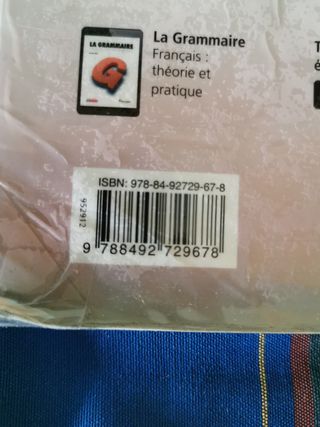 LA GRAMMAIRE
G
La Grammaire
Français :
théorie et
pratique
T
é
ISBN: 978-84-92729-67-8
952912
9 788492 729678